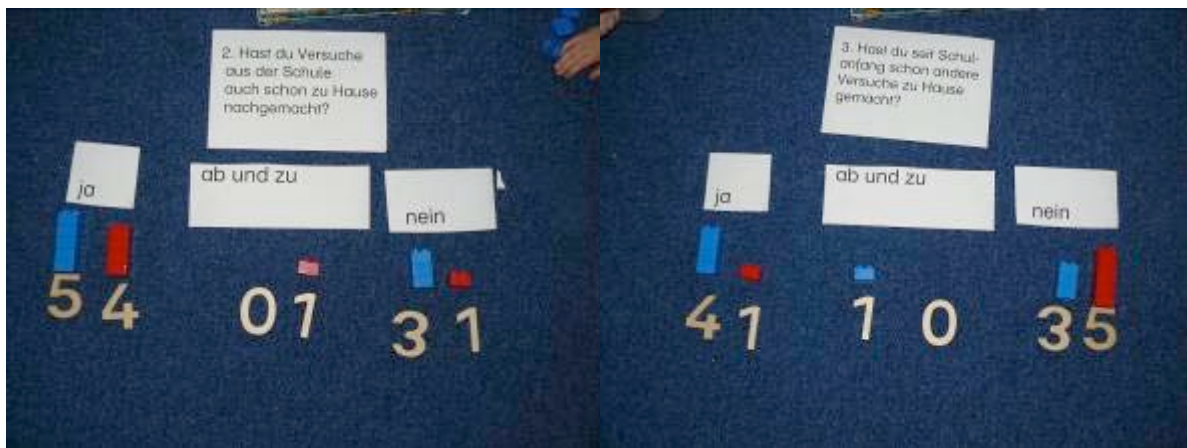 2. Hast du Versuche
aus der Schule
auch schon zu Hause
nachgemacht?
ja
ab und zu
nein
5 4
0 1
3 1
3. Hast du seit Schul-
anfang schon andere
Versuche zu Hause
gemacht?
ja
ab und zu
nein
4 1
1 0
3 5